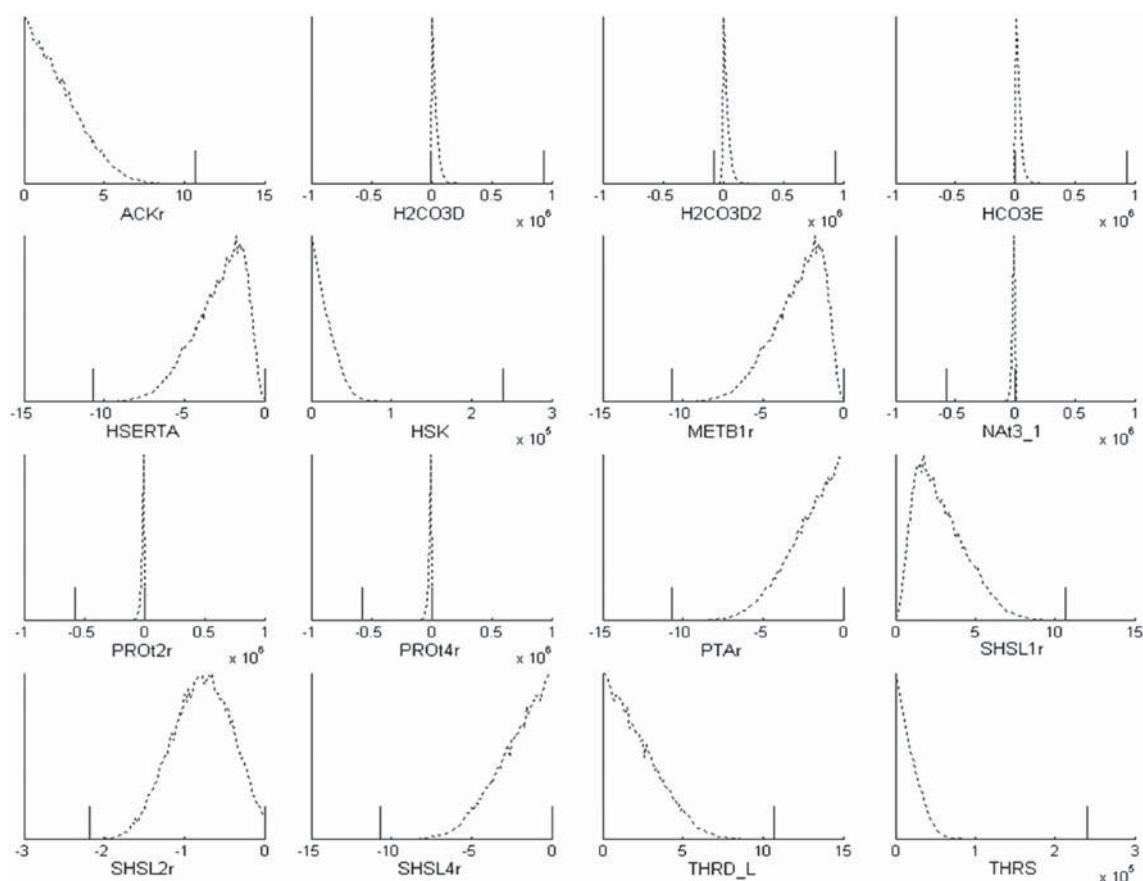 0 5 10 15 -1 -0.5 0 0.5 1 -1 -0.5 0 0.5 1 -1 -0.5 0 0.5 1
ACKr H2CO3D x 10^6 H2CO3D2 x 10^6 HCO3E x 10^6
-15 -10 -5 0 0 1 2 3 -15 -10 -5 0 -1 -0.5 0 0.5 1
HSERTA HSK x 10^5 METB1r NAt3_1 x 10^6
-1 -0.5 0 0.5 1 -1 -0.5 0 0.5 1 -15 -10 -5 0 0 5 10 15
PROt2r x 10^6 PROt4r x 10^6 PTAr SHSL1r
-3 -2 -1 0 -15 -10 -5 0 0 5 10 15 0 1 2 3
SHSL2r SHSL4r THRD_L THRS x 10^5